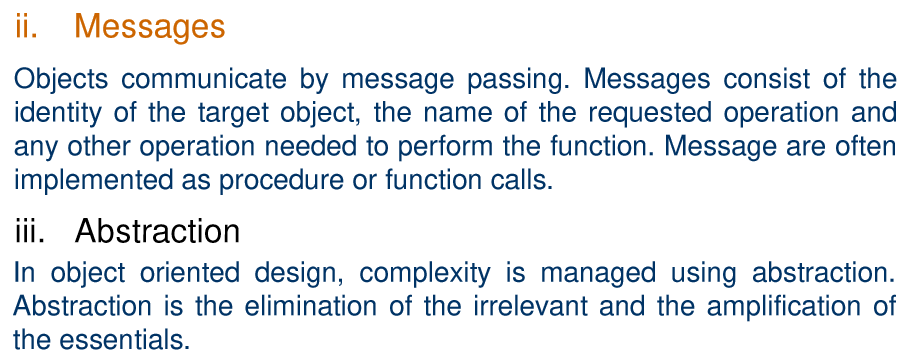 ii. Messages
Objects communicate by message passing. Messages consist of the
identity of the target object, the name of the requested operation and
any other operation needed to perform the function. Message are often
implemented as procedure or function calls.
iii. Abstraction
In object oriented design, complexity is managed using abstraction.
Abstraction is the elimination of the irrelevant and the amplification of
the essentials.